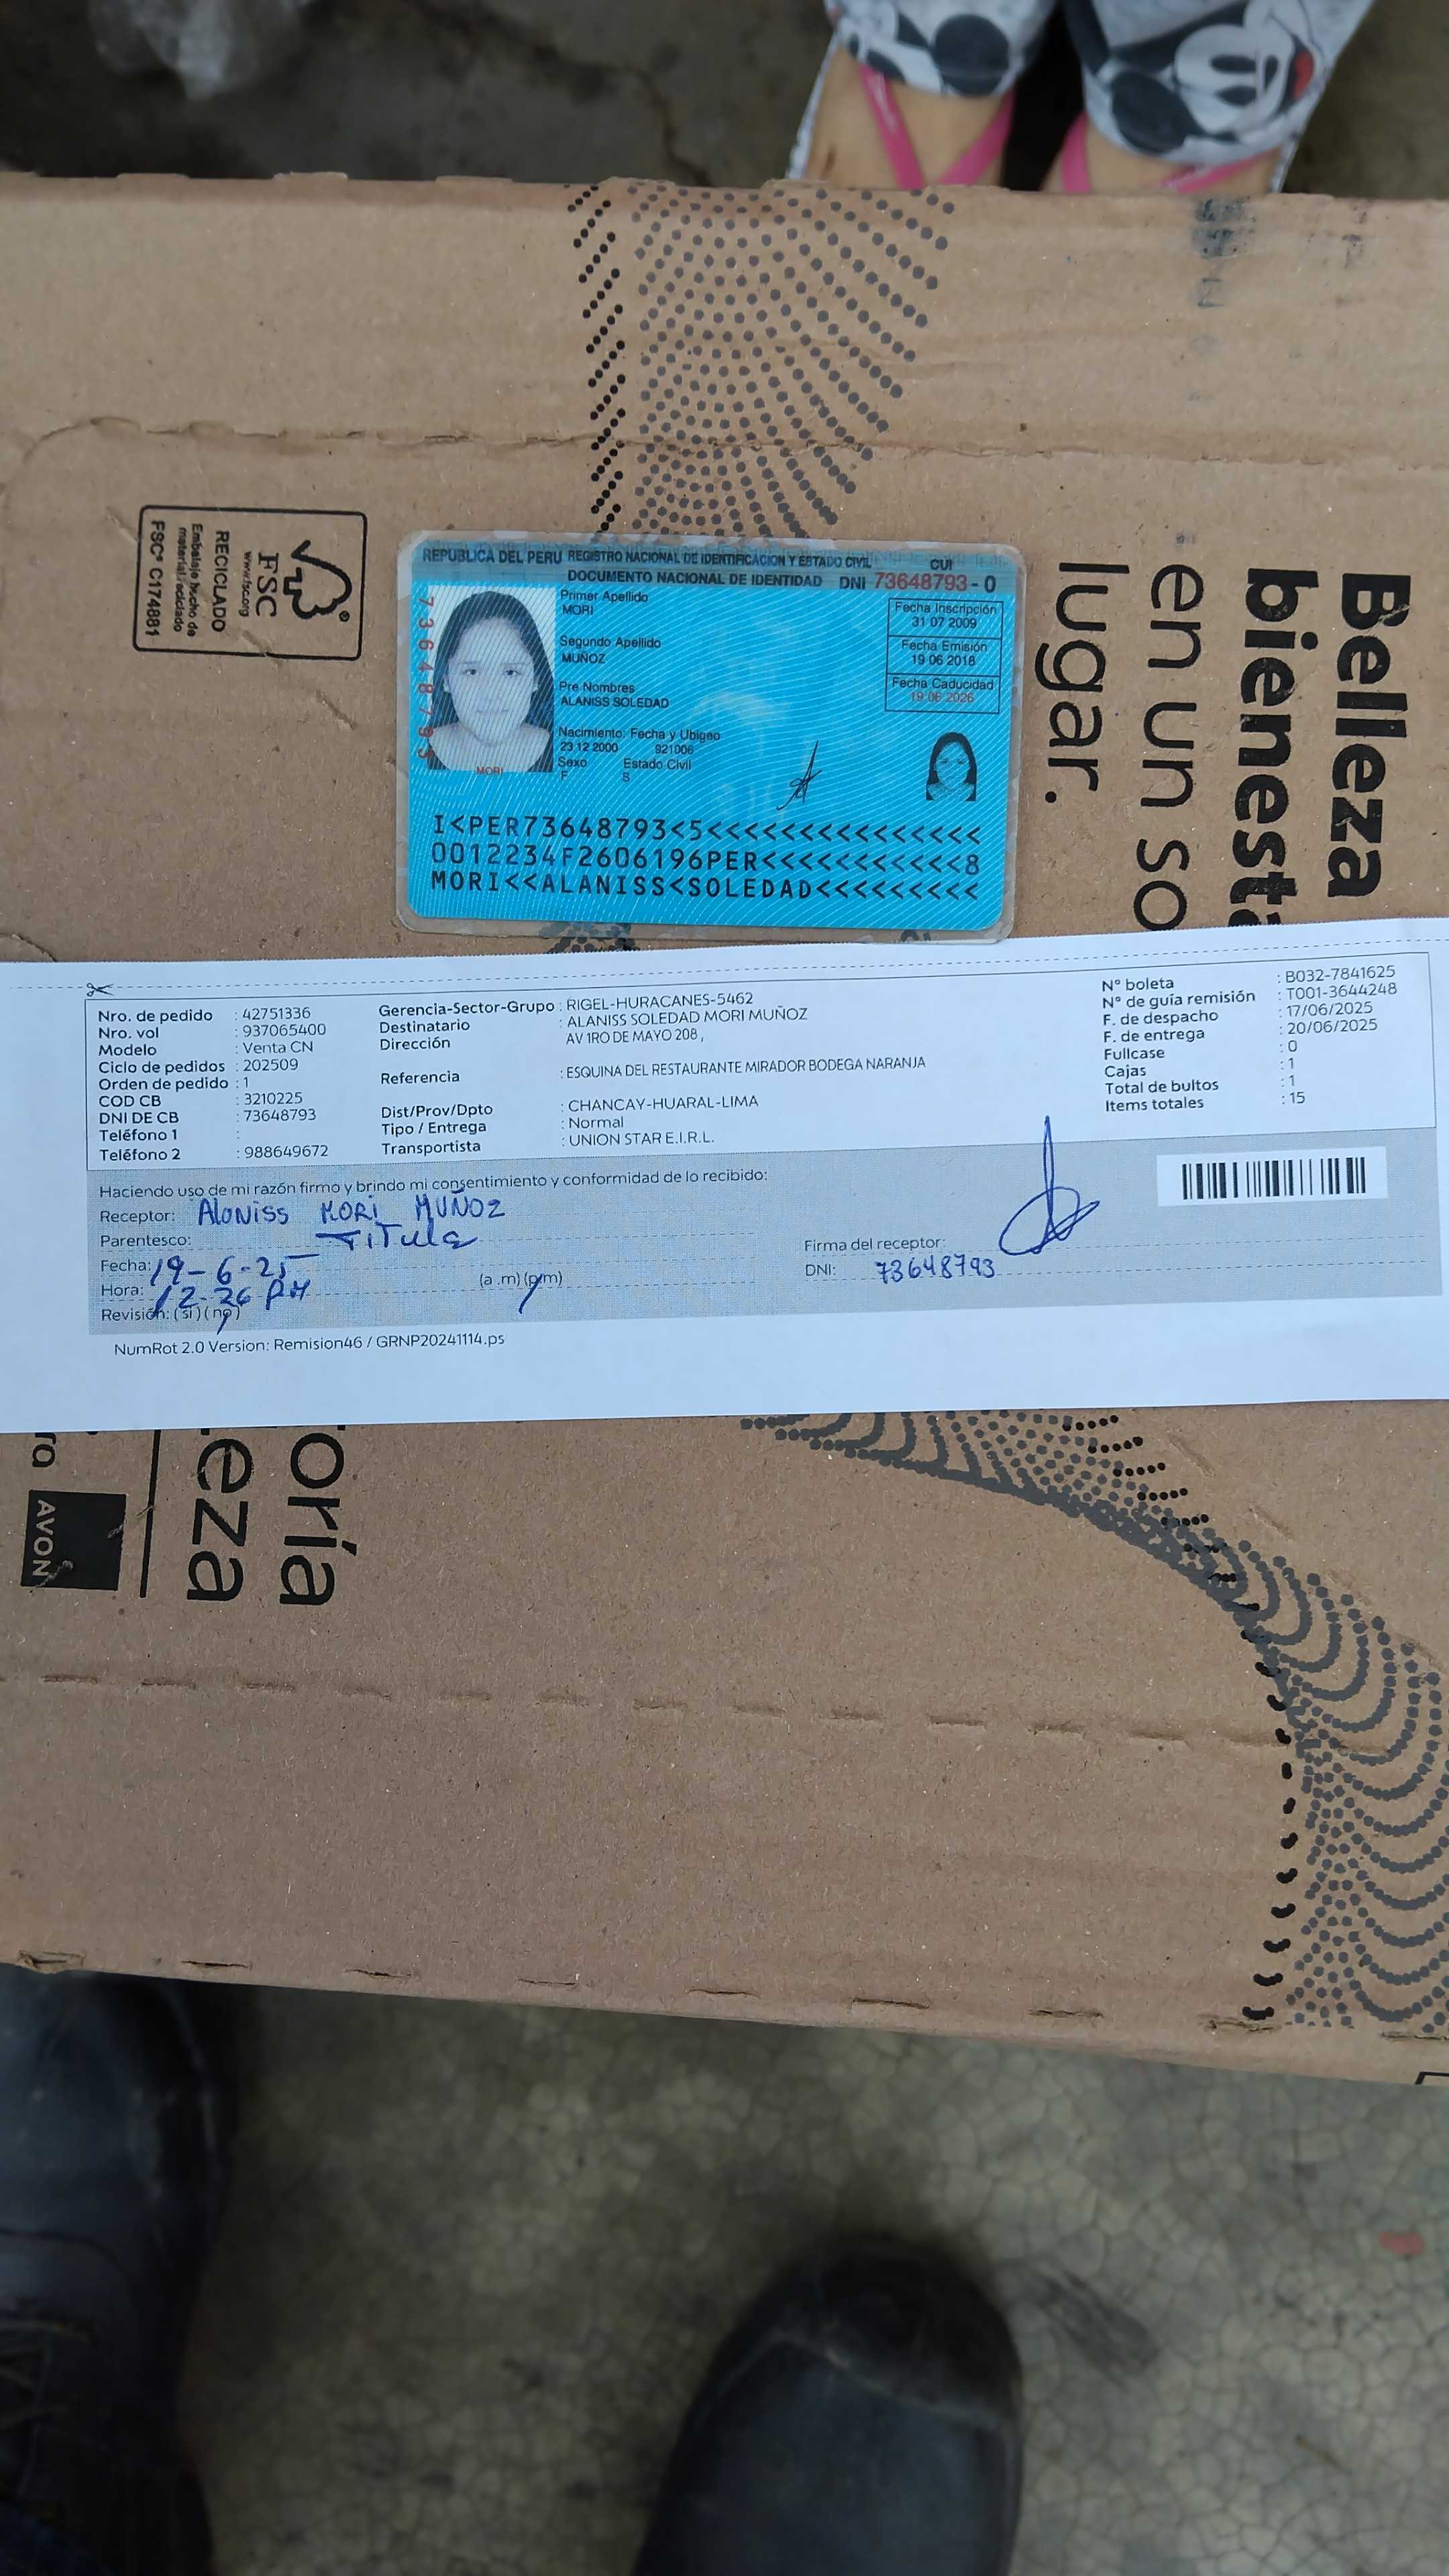 RECICLADO
FSC
www.fsc.org
Embalaje hecho de
material reciclado
FSC® C174881
Belleza
bienesta
en un so
lugar.
REPUBLICA DEL PERU REGISTRO NACIONAL DE IDENTIFICACION Y ESTADO CIVIL
CUI
DOCUMENTO NACIONAL DE IDENTIDAD DNI 73648793 - 0
73648793
Primer Apellido
MORI
Segundo Apellido
MUÑOZ
Pre Nombres
ALANISS SOLEDAD
Nacimiento: Fecha y Ubigeo
23 12 2000 921006
Sexo Estado Civil
F S
Fecha Inscripción
31 07 2009
Fecha Emisión
19 06 2018
Fecha Caducidad
19 06 2026
MORI
I<PER73648793<5<<<<<<<<<<<<<<<
0012234F2606196PER<<<<<<<<<<<8
MORI<<ALANISS<SOLEDAD<<<<<<<<<
Nro. de pedido : 42751336
Nro. vol : 937065400
Modelo : Venta CN
Ciclo de pedidos : 202509
Orden de pedido : 1
COD CB : 3210225
DNI DE CB : 73648793
Teléfono 1 :
Teléfono 2 : 988649672
Gerencia-Sector-Grupo : RIGEL-HURACANES-5462
Destinatario : ALANISS SOLEDAD MORI MUÑOZ
Dirección AV 1RO DE MAYO 208 ,
Referencia : ESQUINA DEL RESTAURANTE MIRADOR BODEGA NARANJA
Dist/Prov/Dpto : CHANCAY-HUARAL-LIMA
Tipo / Entrega : Normal
Transportista : UNION STAR E.I.R.L.
N° boleta : B032-7841625
N° de guía remisión : T001-3644248
F. de despacho : 17/06/2025
F. de entrega : 20/06/2025
Fullcase : 0
Cajas : 1
Total de bultos : 1
Items totales : 15
Haciendo uso de mi razón firmo y brindo mi consentimiento y conformidad de lo recibido:
Receptor: Aloniss MORi MUÑOZ
Parentesco: TiTula
Fecha: 19-6-25
Hora: 12-26 PM (a .m) (p/m)
Revisión: ( si ) ( no )
Firma del receptor:
DNI: 73648793
NumRot 2.0 Version: Remision46 / GRNP20241114.ps
oria
eza
ro
AVON